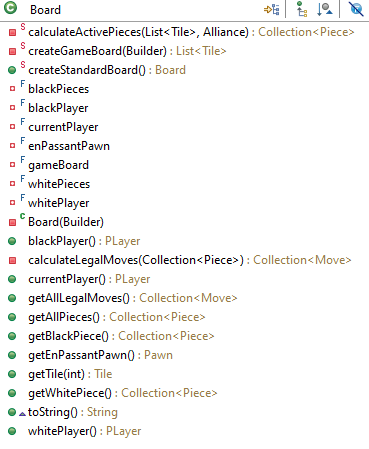 Board
S calculateActivePieces(List<Tile>, Alliance) : Collection<Piece>
S createGameBoard(Builder) : List<Tile>
S createStandardBoard() : Board
F blackPieces
F blackPlayer
F currentPlayer
F enPassantPawn
F gameBoard
F whitePieces
F whitePlayer
C Board(Builder)
blackPlayer() : PLayer
calculateLegalMoves(Collection<Piece>) : Collection<Move>
currentPlayer() : PLayer
getAllLegalMoves() : Collection<Move>
getAllPieces() : Collection<Piece>
getBlackPiece() : Collection<Piece>
getEnPassantPawn() : Pawn
getTile(int) : Tile
getWhitePiece() : Collection<Piece>
toString() : String
whitePlayer() : PLayer